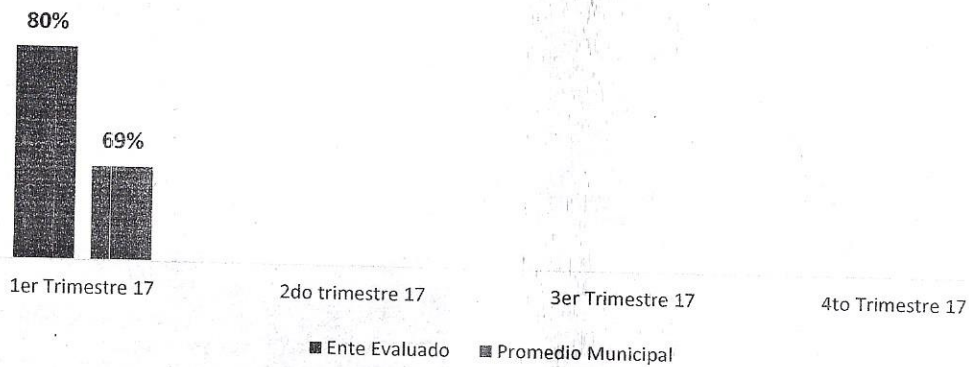 80%
69%
1er Trimestre 17
2do trimestre 17
3er Trimestre 17
4to Trimestre 17
Ente Evaluado
Promedio Municipal